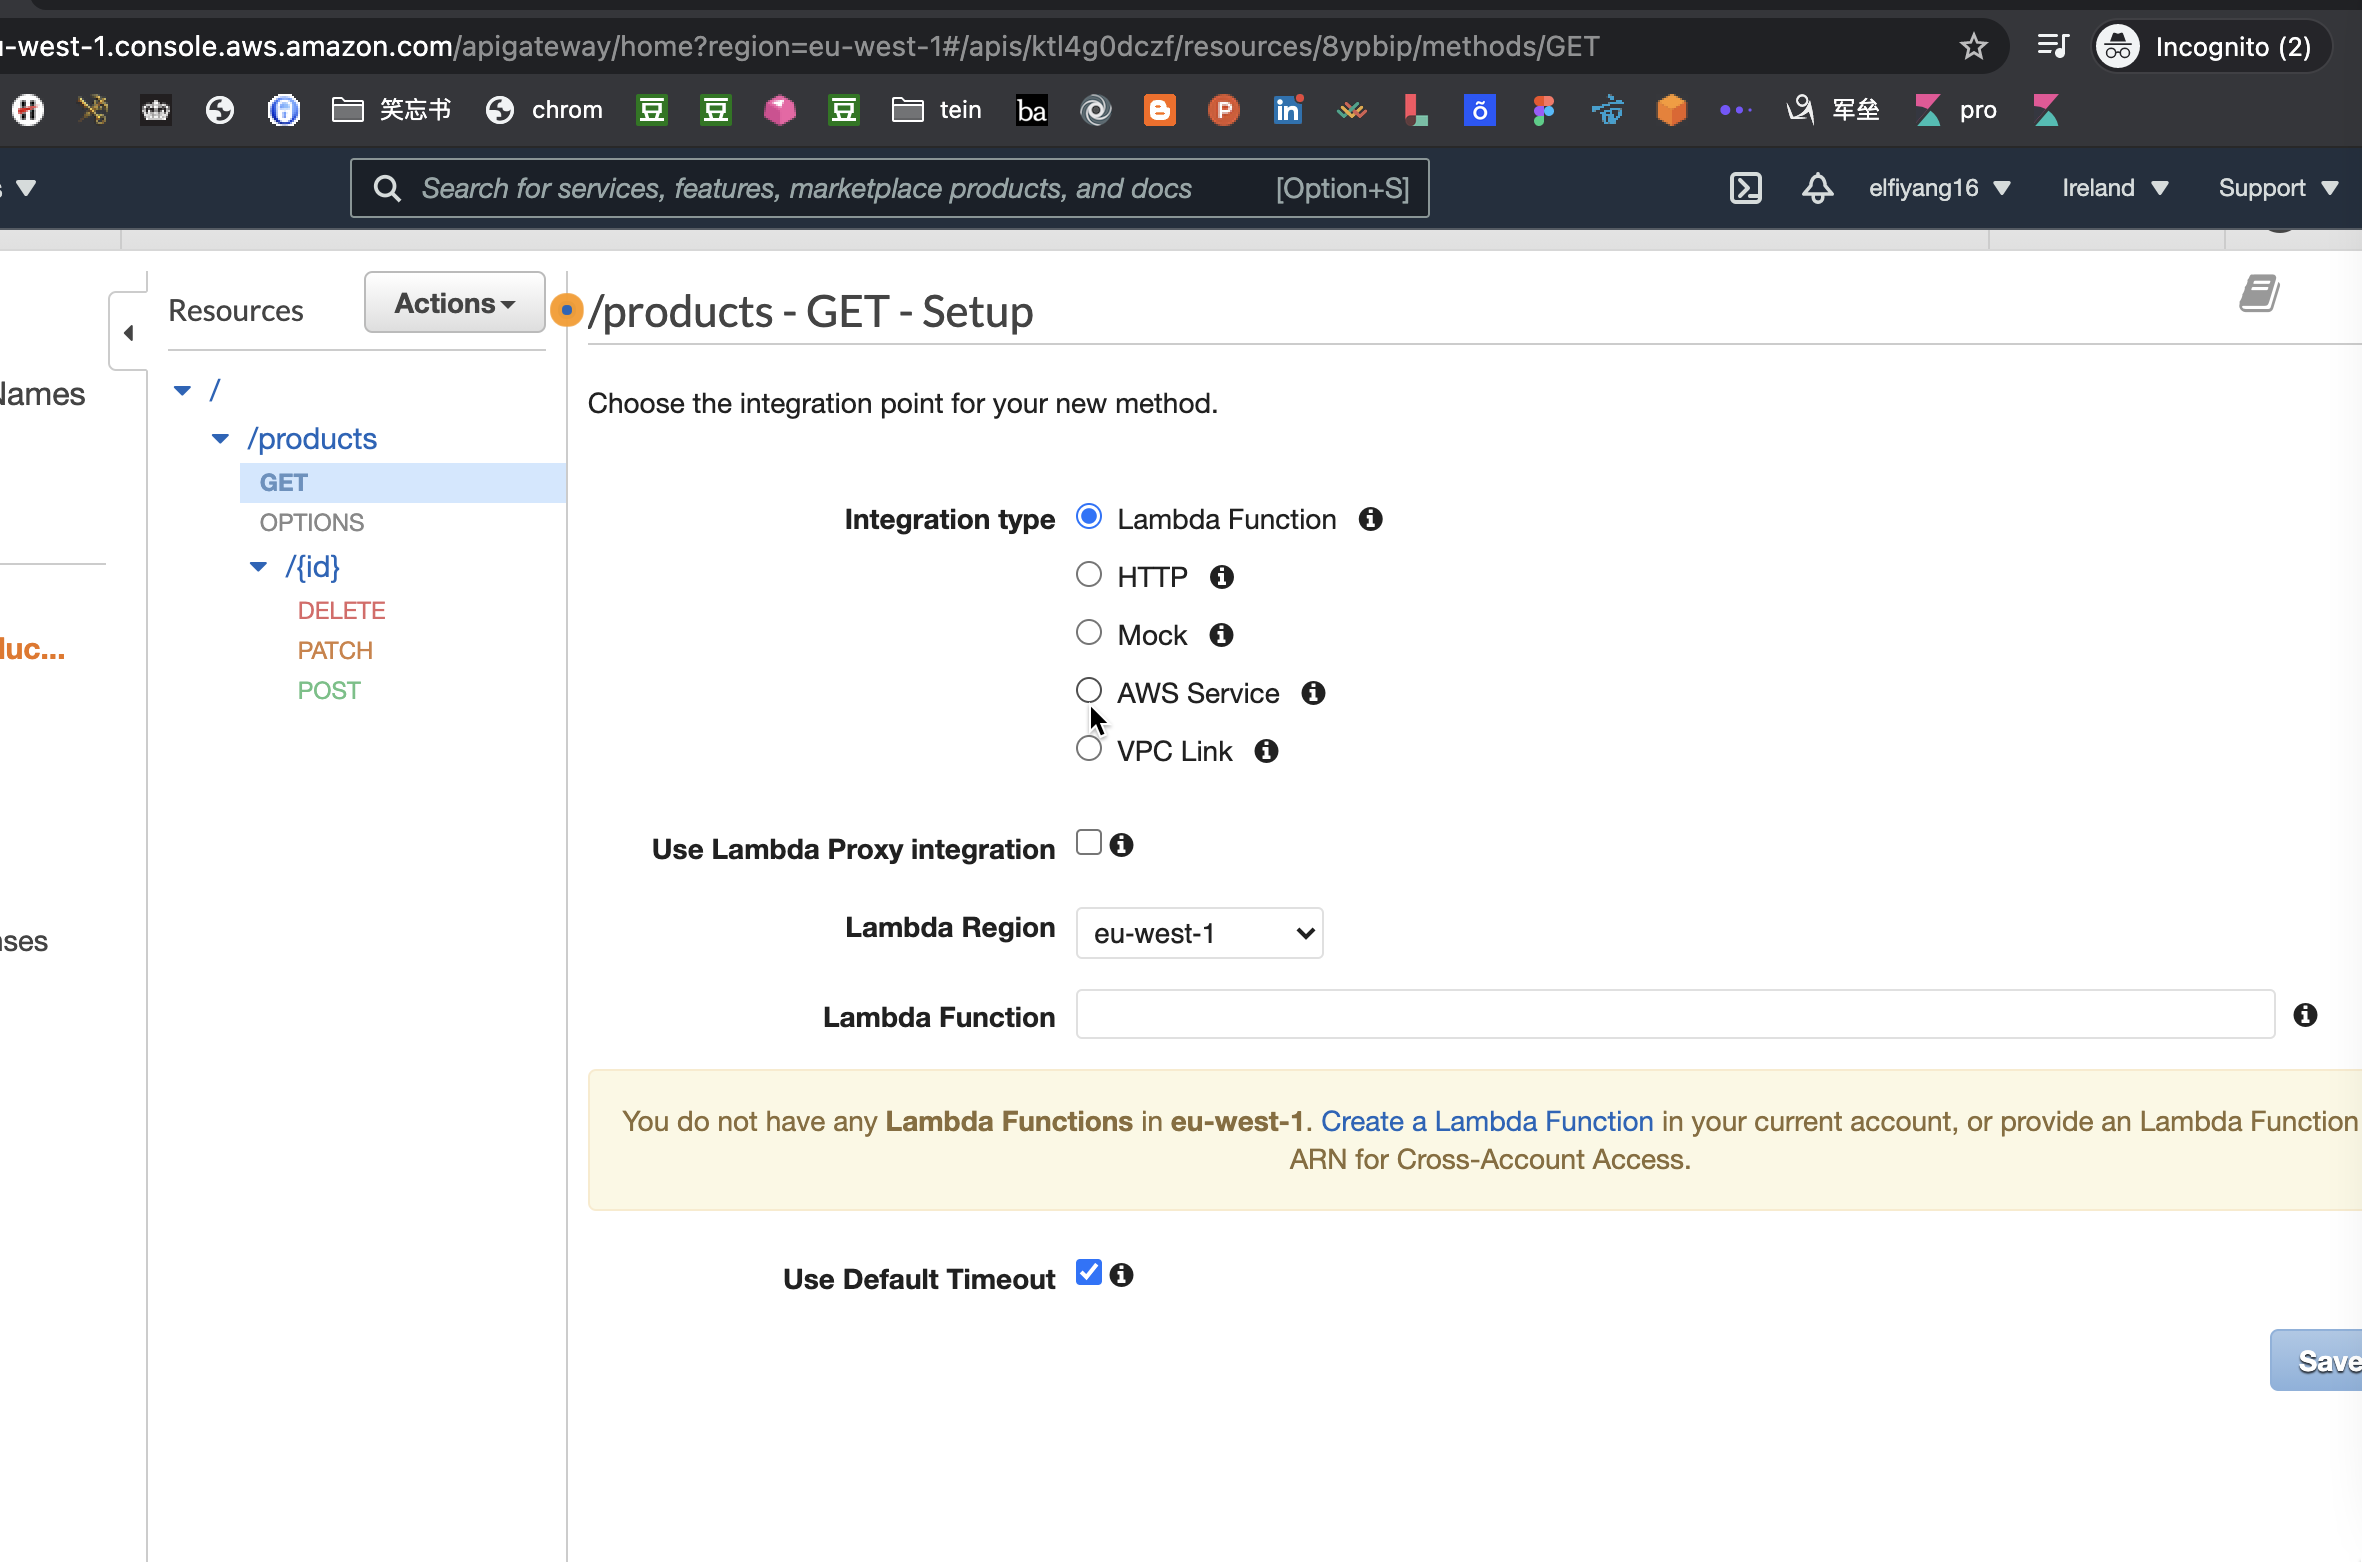 -west-1.console.aws.amazon.com/apigateway/home?region=eu-west-1#/apis/ktl4g0dczf/resources/8ypbip/methods/GET
Incognito (2)
笑忘书 chrom 豆 豆 豆 tein ba P in õ 军垒 pro
Search for services, features, marketplace products, and docs [Option+S]
elfiyang16 Ireland Support
Resources Actions
/products - GET - Setup
Names
Choose the integration point for your new method.
/
/products
GET
OPTIONS
/{id}
DELETE
PATCH
POST
luc...
nses
Integration type Lambda Function
HTTP
Mock
AWS Service
VPC Link
Use Lambda Proxy integration
Lambda Region eu-west-1
Lambda Function
You do not have any Lambda Functions in eu-west-1. Create a Lambda Function in your current account, or provide an Lambda Function
ARN for Cross-Account Access.
Use Default Timeout
Save